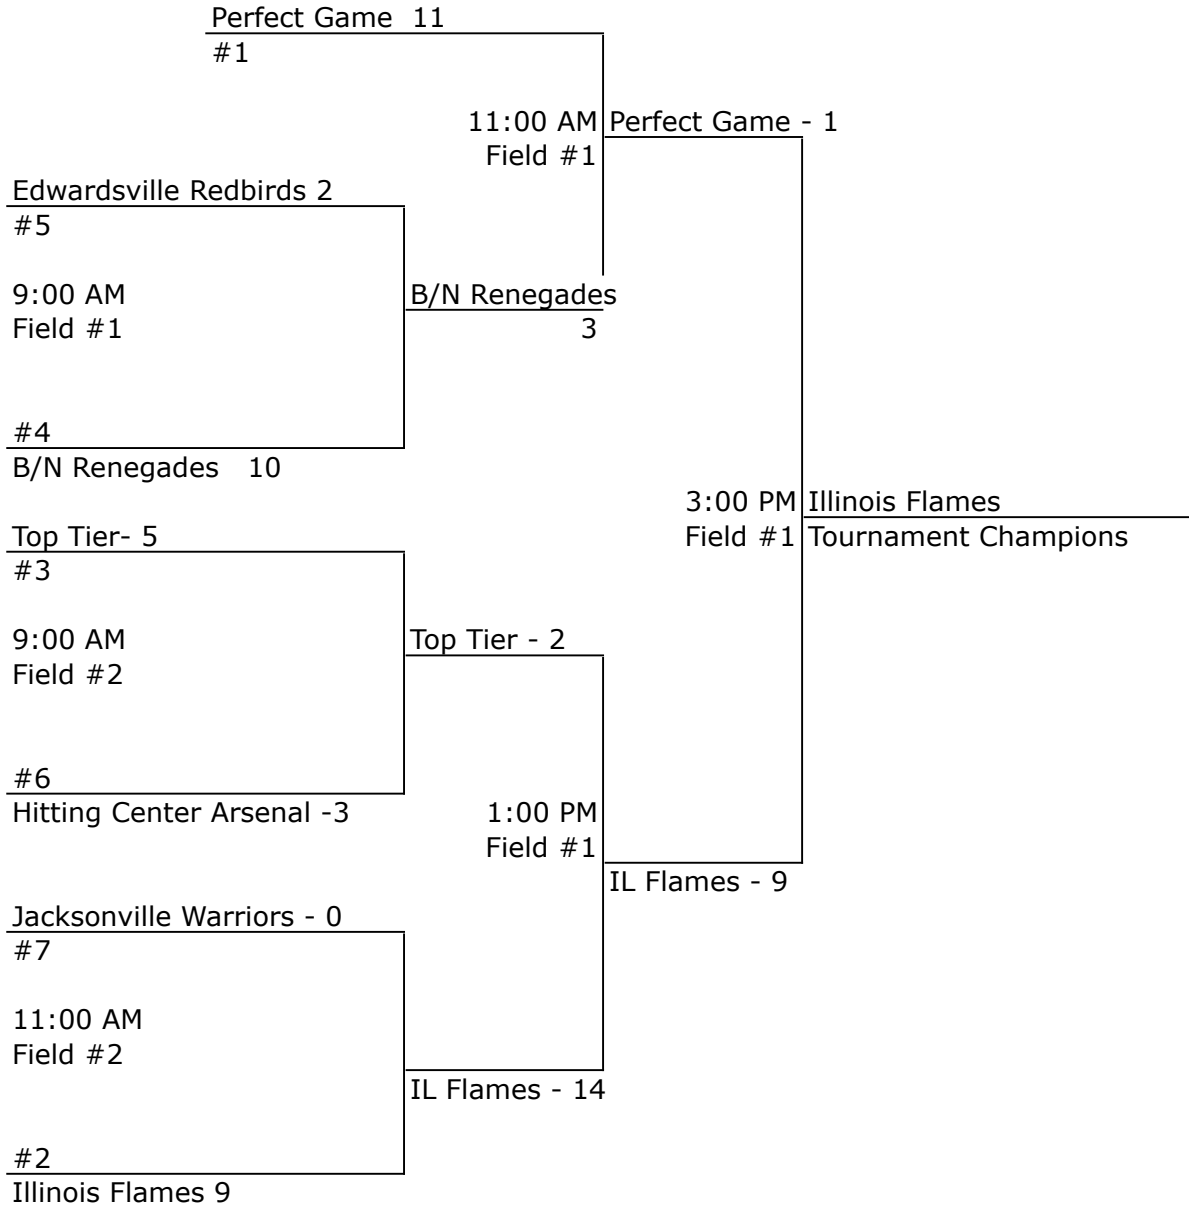 Perfect Game 11
#1
11:00 AM
Field #1
Perfect Game - 1
Edwardsville Redbirds 2
#5
9:00 AM
Field #1
B/N Renegades
3
#4
B/N Renegades 10
3:00 PM
Field #1
Illinois Flames
Tournament Champions
Top Tier- 5
#3
9:00 AM
Field #2
Top Tier - 2
#6
Hitting Center Arsenal -3
1:00 PM
Field #1
IL Flames - 9
Jacksonville Warriors - 0
#7
11:00 AM
Field #2
IL Flames - 14
#2
Illinois Flames 9